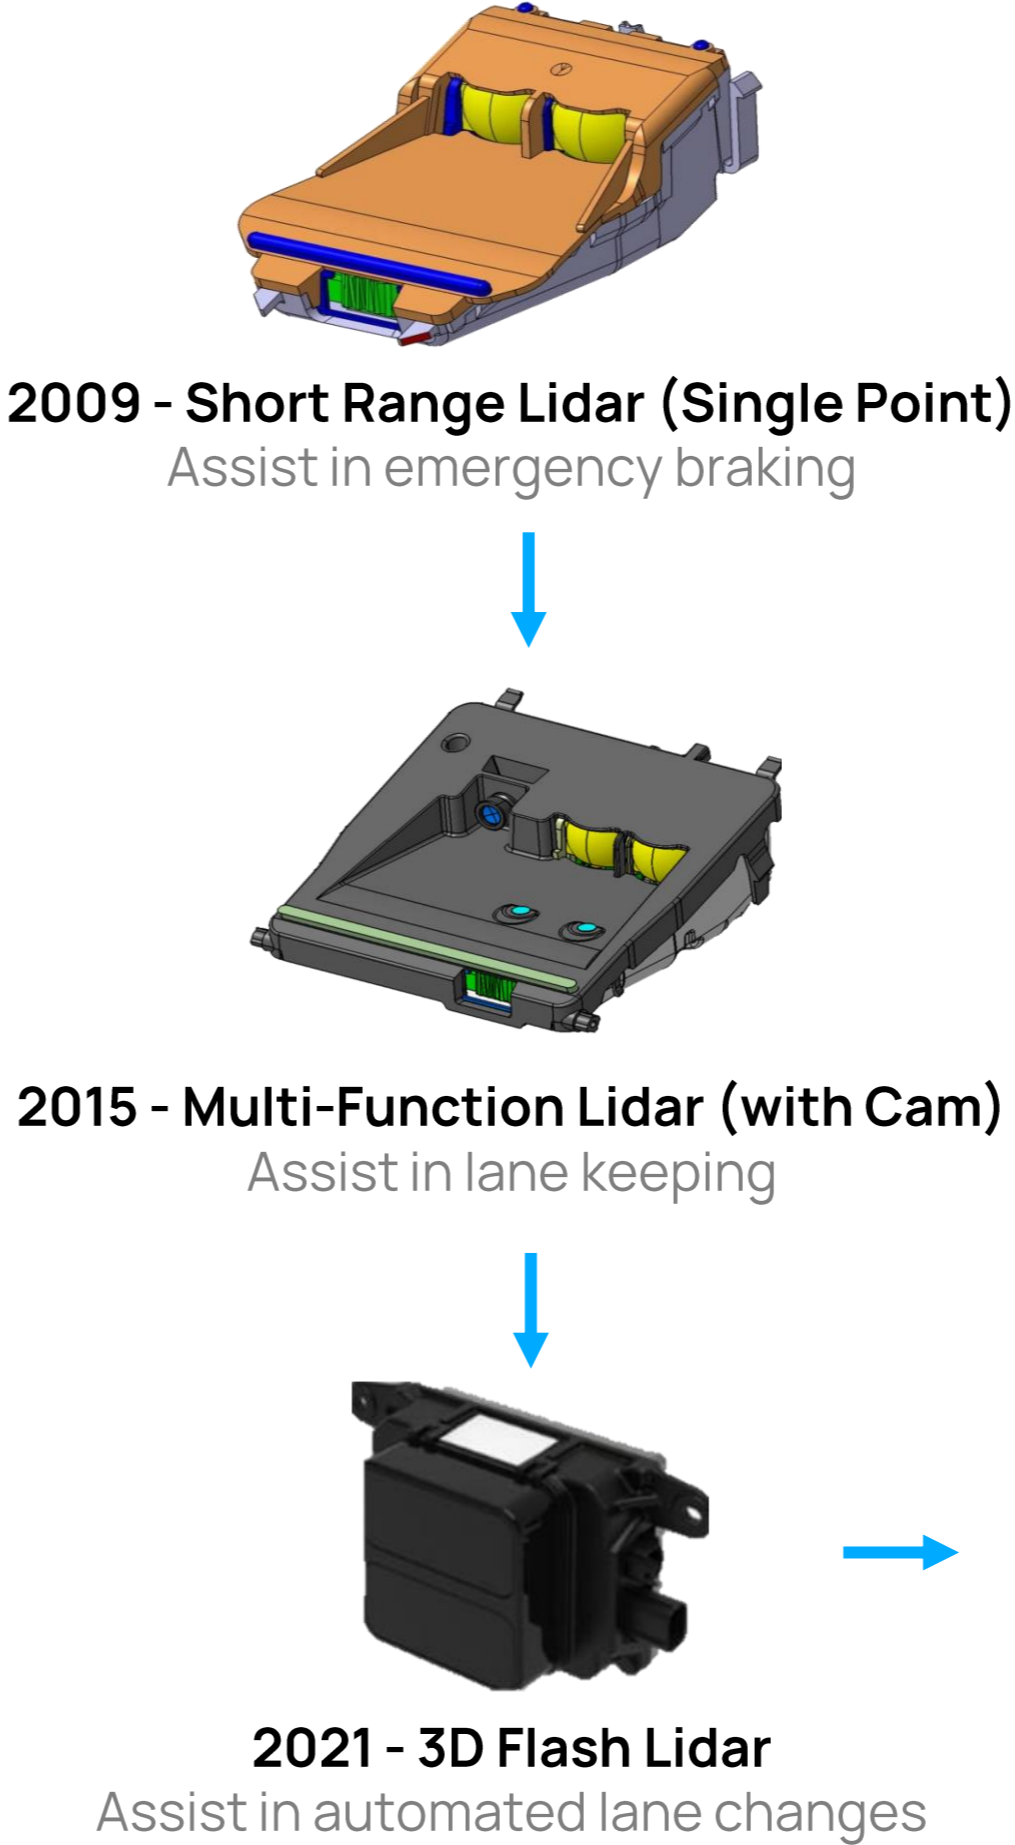 2009 - Short Range Lidar (Single Point)
Assist in emergency braking
2015 - Multi-Function Lidar (with Cam)
Assist in lane keeping
2021 - 3D Flash Lidar
Assist in automated lane changes